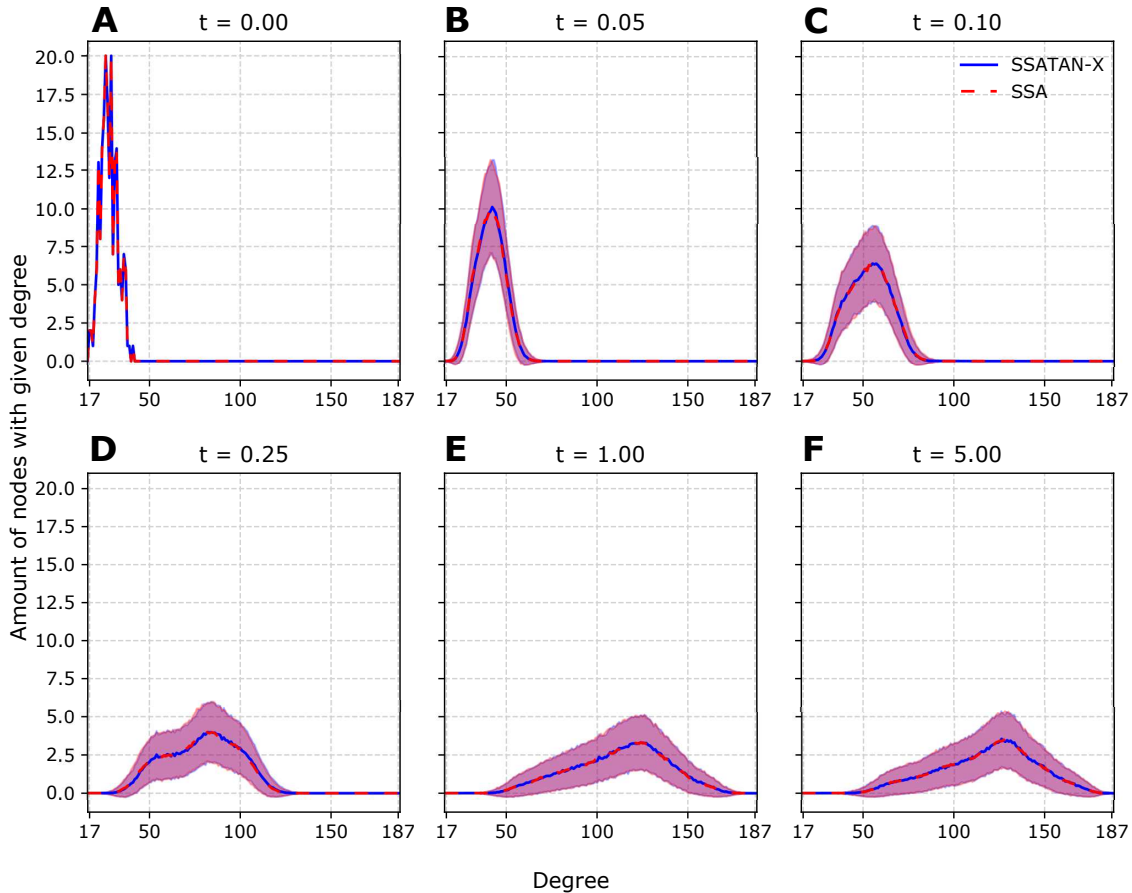 A
t = 0.00
B
t = 0.05
C
t = 0.10
SSATAN-X
SSA
20.0
17.5
15.0
12.5
10.0
7.5
5.0
2.5
0.0
17 50 100 150 187
17 50 100 150 187
17 50 100 150 187
Amount of nodes with given degree
D
t = 0.25
E
t = 1.00
F
t = 5.00
20.0
17.5
15.0
12.5
10.0
7.5
5.0
2.5
0.0
17 50 100 150 187
17 50 100 150 187
17 50 100 150 187
Degree